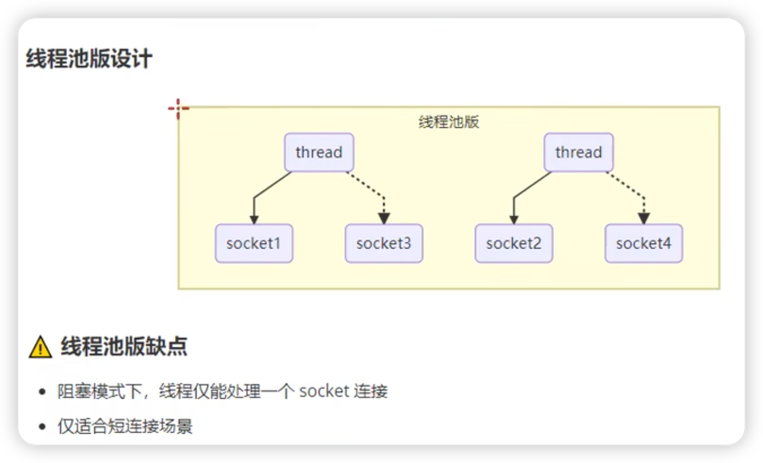 线程池版设计
线程池版
thread thread
socket1 socket3 socket2 socket4
线程池版缺点
阻塞模式下，线程仅能处理一个 socket 连接
仅适合短连接场景